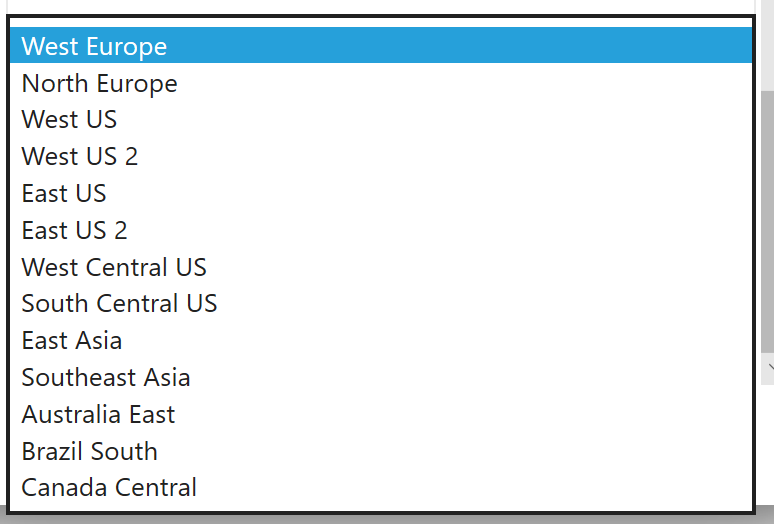 West Europe
North Europe
West US
West US 2
East US
East US 2
West Central US
South Central US
East Asia
Southeast Asia
Australia East
Brazil South
Canada Central